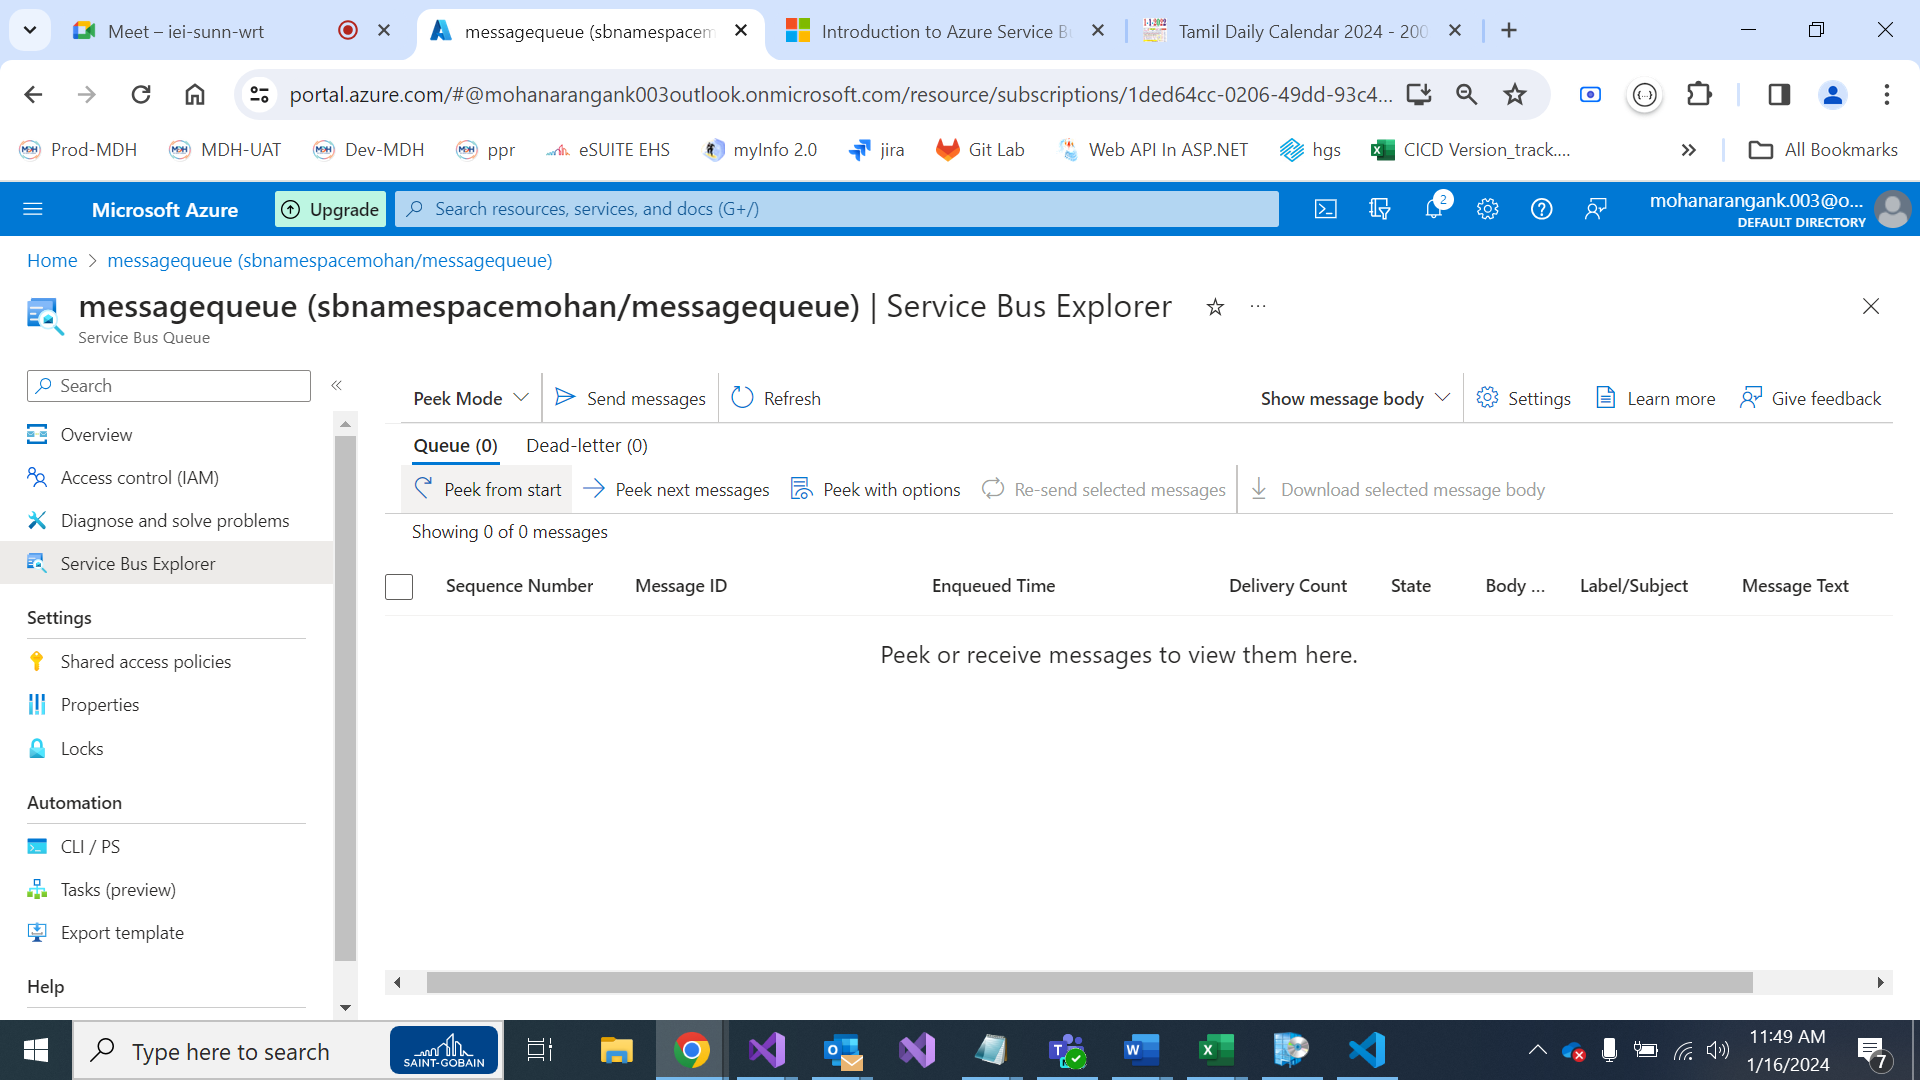 Meet – iei-sunn-wrt
messagequeue (sbnamespacem
Introduction to Azure Service B
Tamil Daily Calendar 2024 - 200
portal.azure.com/#@mohanarangank003outlook.onmicrosoft.com/resource/subscriptions/1ded64cc-0206-49dd-93c4...
Prod-MDH
MDH-UAT
Dev-MDH
ppr
eSUITE EHS
myInfo 2.0
jira
Git Lab
Web API In ASP.NET
hgs
CICD Version_track....
All Bookmarks
Microsoft Azure
Upgrade
Search resources, services, and docs (G+/)
2
mohanarangank.003@o...
DEFAULT DIRECTORY
Home > messagequeue (sbnamespacemohan/messagequeue)
messagequeue (sbnamespacemohan/messagequeue) | Service Bus Explorer
Service Bus Queue
Search
Overview
Access control (IAM)
Diagnose and solve problems
Service Bus Explorer
Settings
Shared access policies
Properties
Locks
Automation
CLI / PS
Tasks (preview)
Export template
Help
Peek Mode
Send messages
Refresh
Show message body
Settings
Learn more
Give feedback
Queue (0)
Dead-letter (0)
Peek from start
Peek next messages
Peek with options
Re-send selected messages
Download selected message body
Showing 0 of 0 messages
Sequence Number
Message ID
Enqueued Time
Delivery Count
State
Body ...
Label/Subject
Message Text
Peek or receive messages to view them here.
Type here to search
SAINT-GOBAIN
11:49 AM
1/16/2024
7